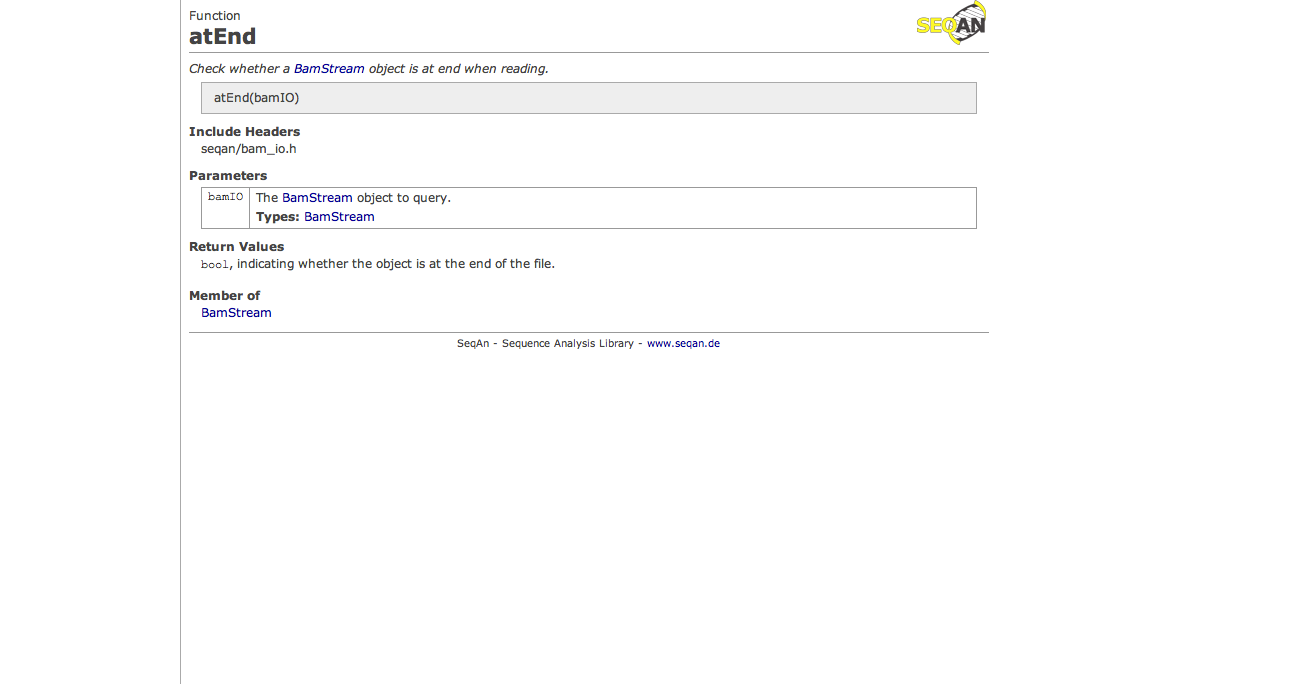 Function
SEQAN
atEnd
Check whether a BamStream object is at end when reading.
atEnd(bamIO)
Include Headers
seqan/bam_io.h
Parameters
bamIO The BamStream object to query.
Types: BamStream
Return Values
bool, indicating whether the object is at the end of the file.
Member of
BamStream
SeqAn - Sequence Analysis Library - www.seqan.de